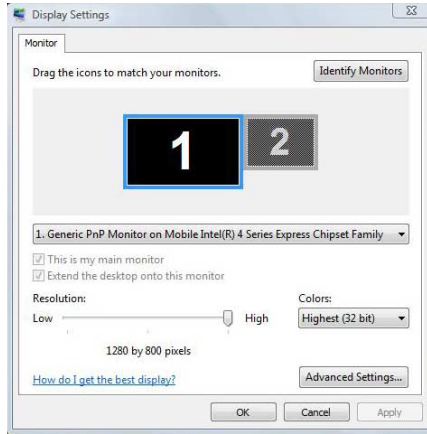 Display Settings
Monitor
Drag the icons to match your monitors.
Identify Monitors
1
2
1. Generic PnP Monitor on Mobile Intel(R) 4 Series Express Chipset Family
This is my main monitor
Extend the desktop onto this monitor
Resolution:
Colors:
Low
High
Highest (32 bit)
1280 by 800 pixels
How do I get the best display?
Advanced Settings...
OK
Cancel
Apply